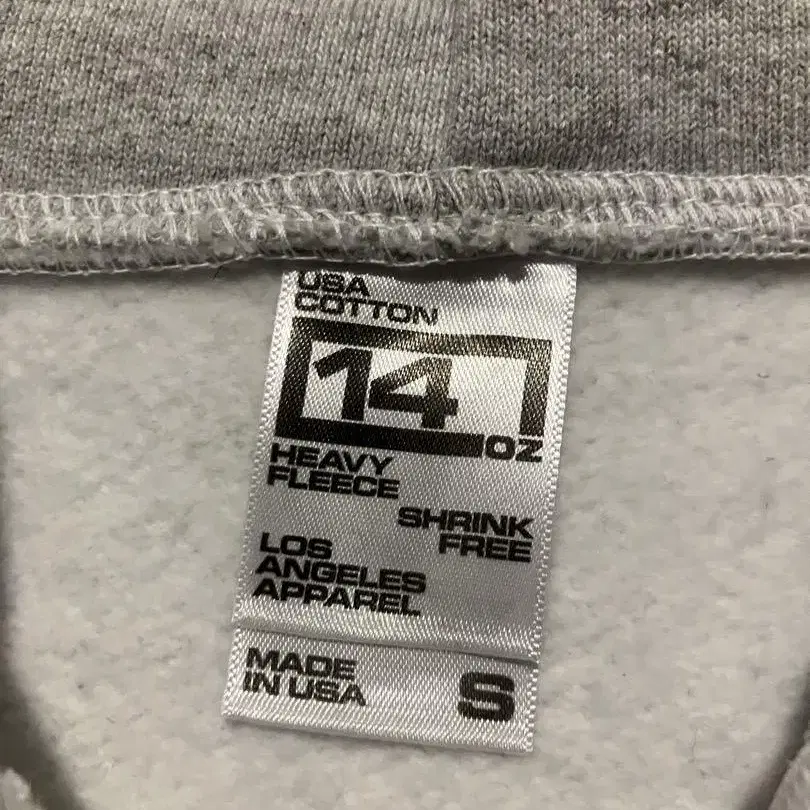 USA
COTTON
14
OZ
HEAVY
FLEECE
SHRINK
FREE
LOS
ANGELES
APPAREL
MADE
IN USA
S